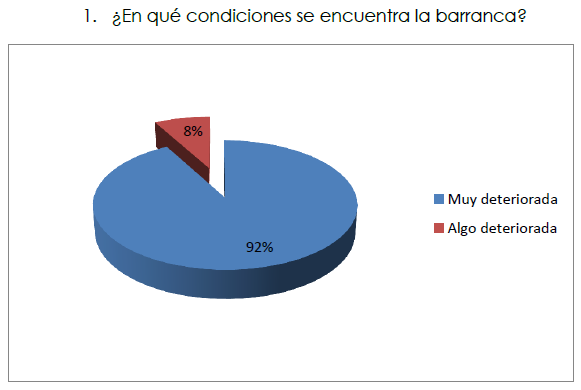 1. ¿En qué condiciones se encuentra la barranca?
8%
Muy deteriorada
Algo deteriorada
92%